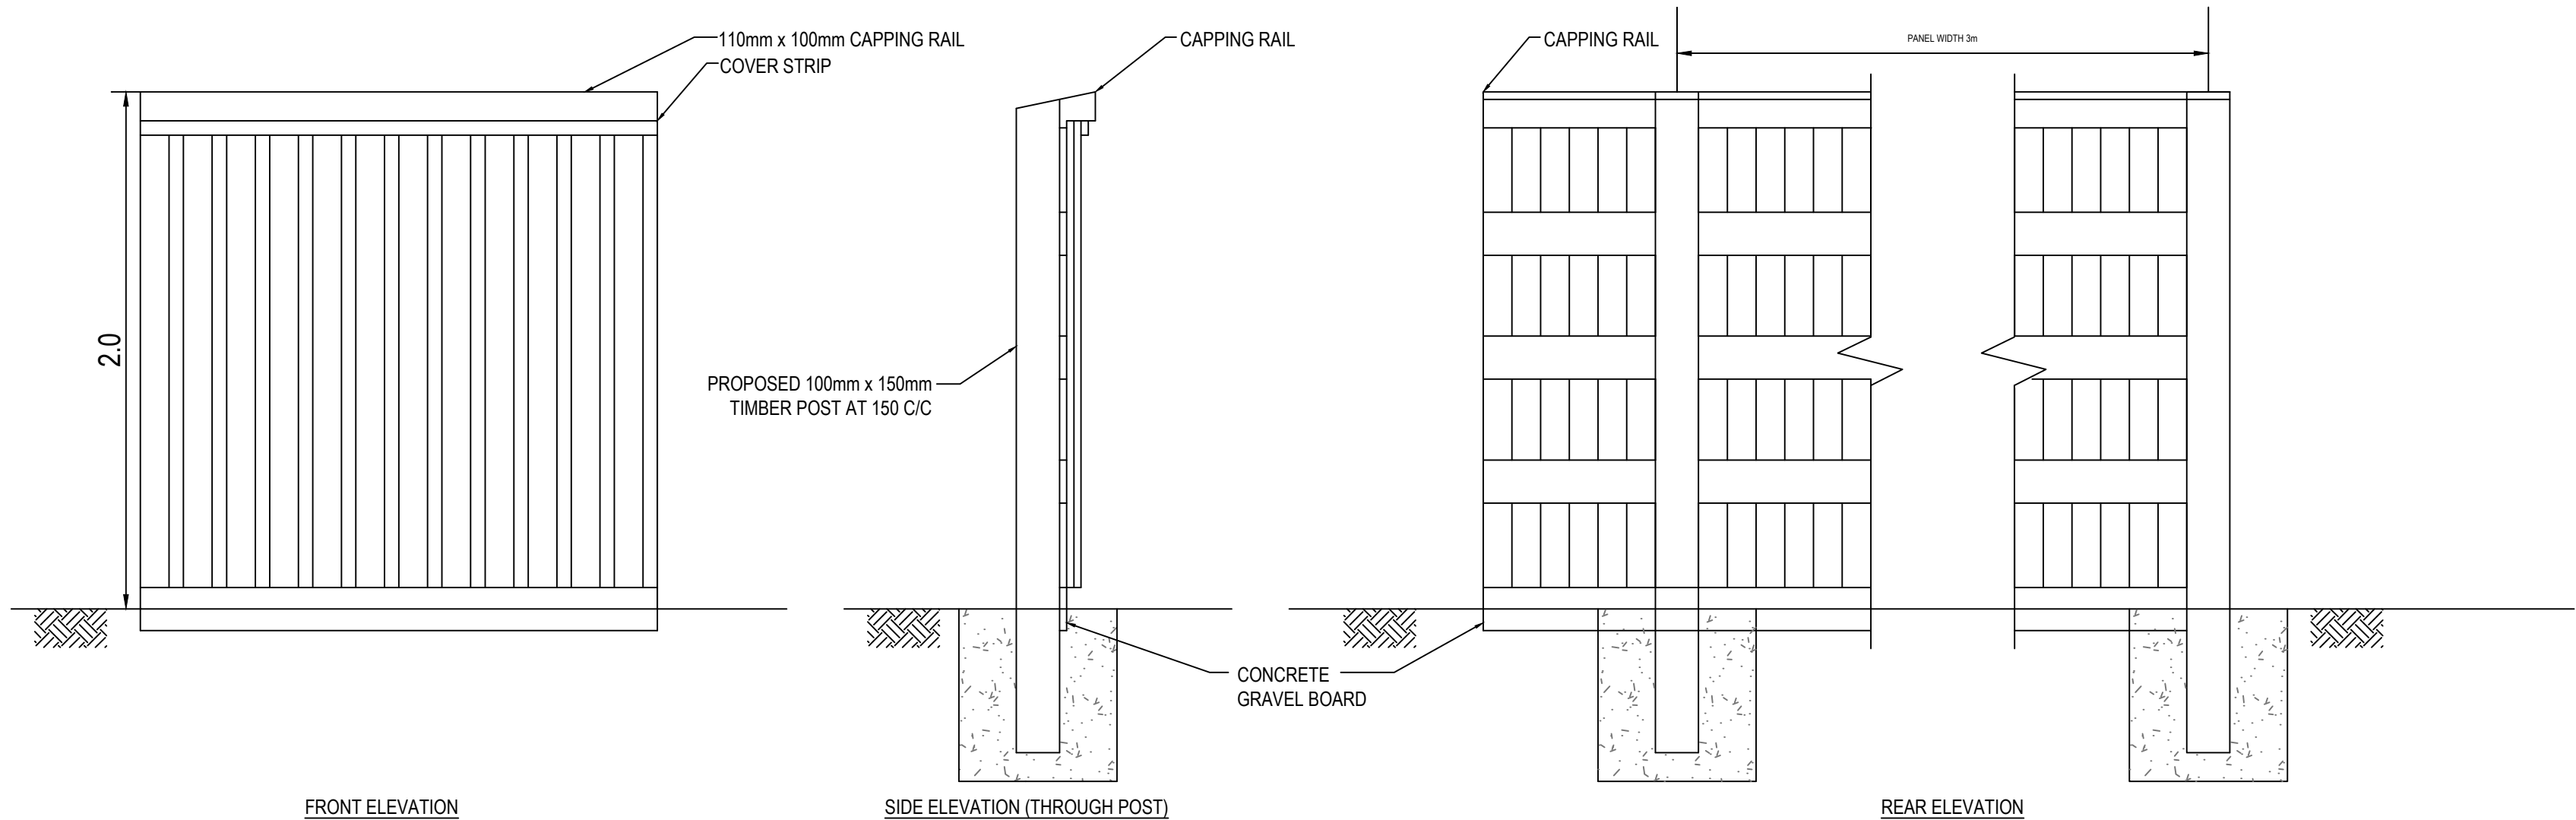 110mm x 100mm CAPPING RAIL
COVER STRIP
2.0
FRONT ELEVATION
CAPPING RAIL
PROPOSED 100mm x 150mm
TIMBER POST AT 150 C/C
CONCRETE
GRAVEL BOARD
SIDE ELEVATION (THROUGH POST)
CAPPING RAIL
PANEL WIDTH 3m
REAR ELEVATION